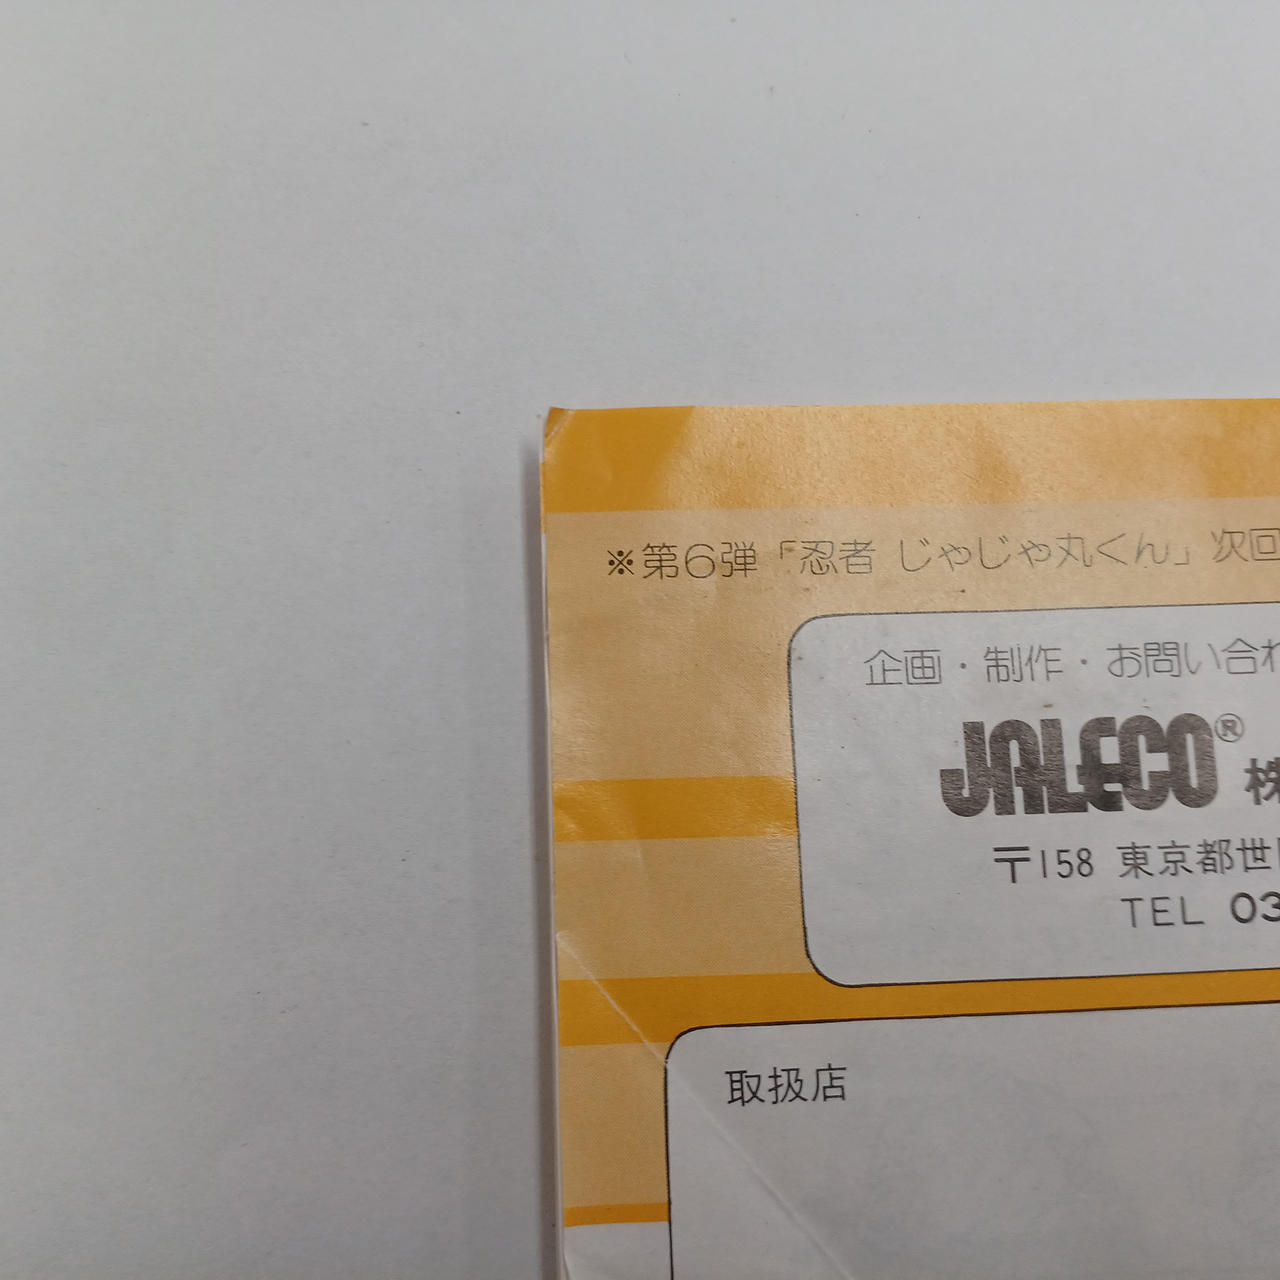 ※第6弾「忍者 じゃじゃ丸くん」次回
企画・制作・お問い合わ
JALECO® 株
〒158 東京都世
TEL 03
取扱店